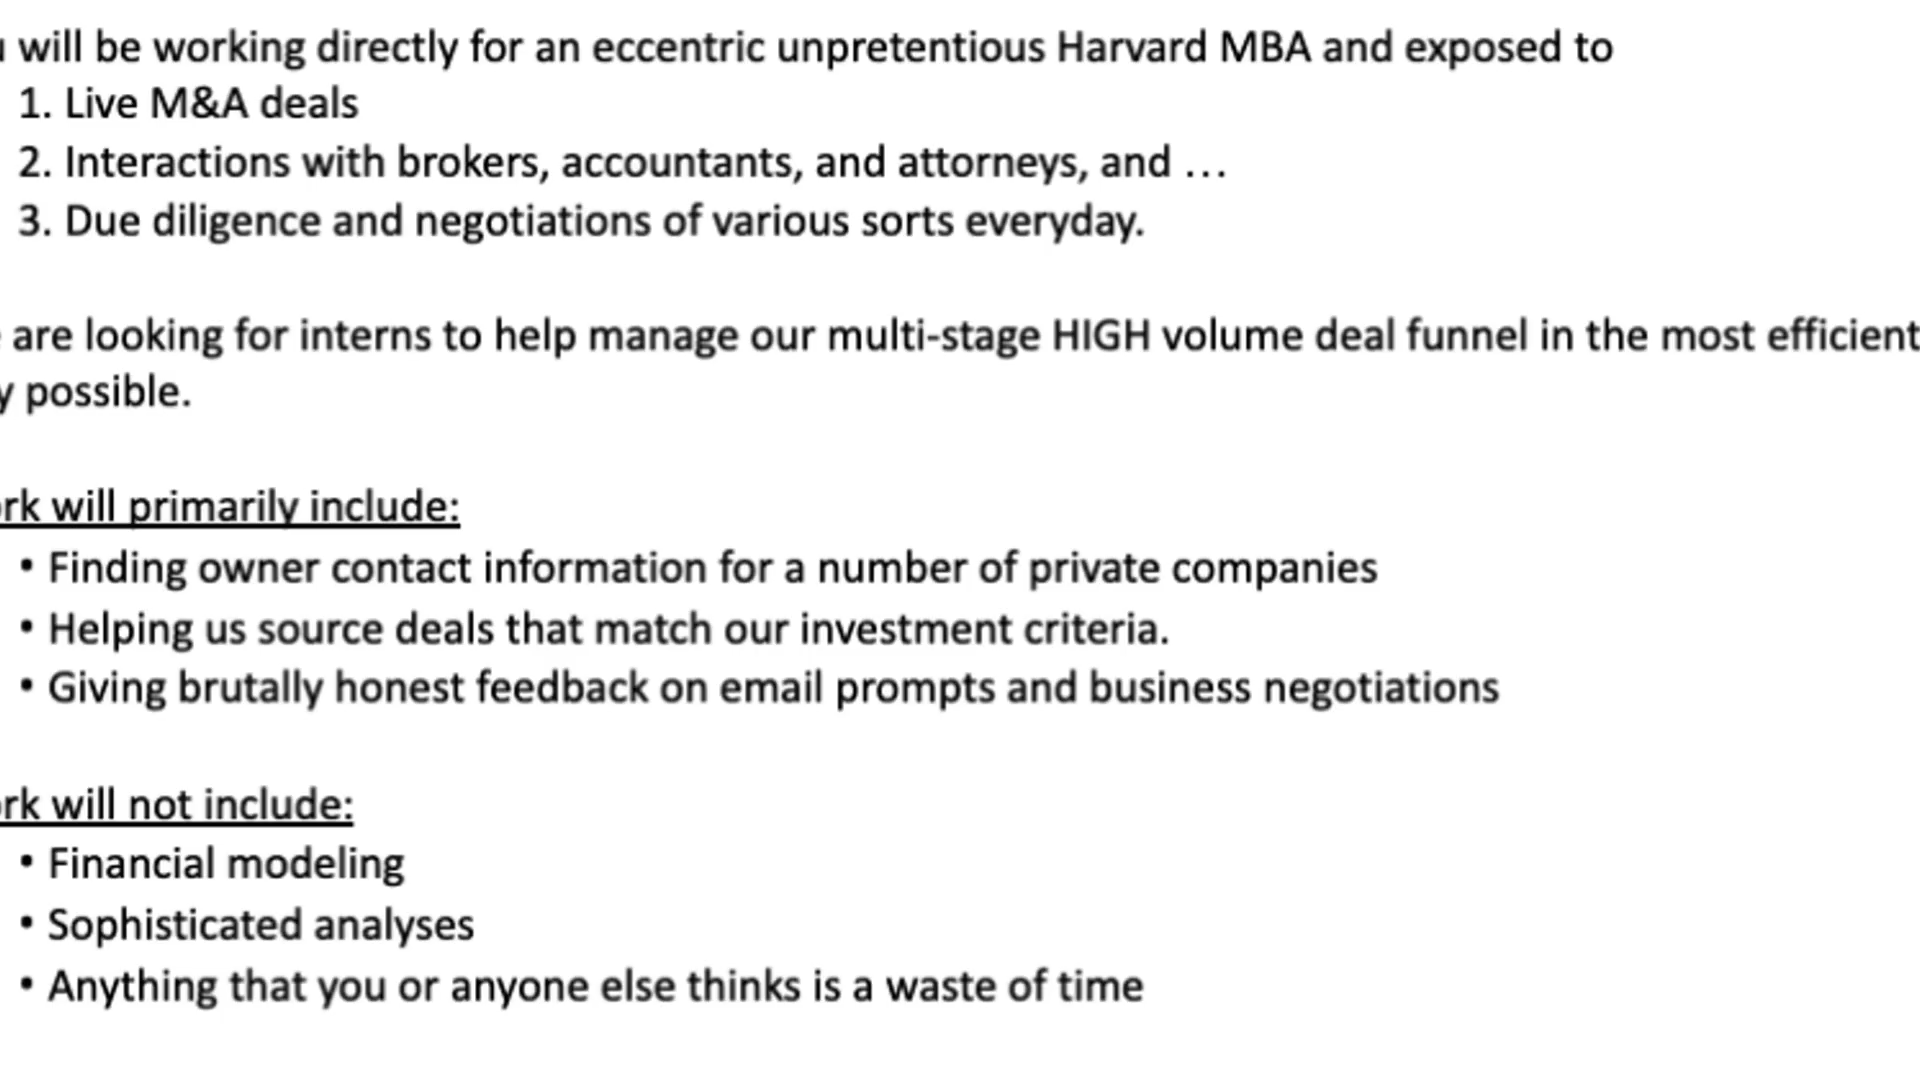 will be working directly for an eccentric unpretentious Harvard MBA and exposed to
1. Live M&A deals
2. Interactions with brokers, accountants, and attorneys, and …
3. Due diligence and negotiations of various sorts everyday.
are looking for interns to help manage our multi-stage HIGH volume deal funnel in the most efficient
y possible.
rk will primarily include:
• Finding owner contact information for a number of private companies
• Helping us source deals that match our investment criteria.
• Giving brutally honest feedback on email prompts and business negotiations
rk will not include:
• Financial modeling
• Sophisticated analyses
• Anything that you or anyone else thinks is a waste of time